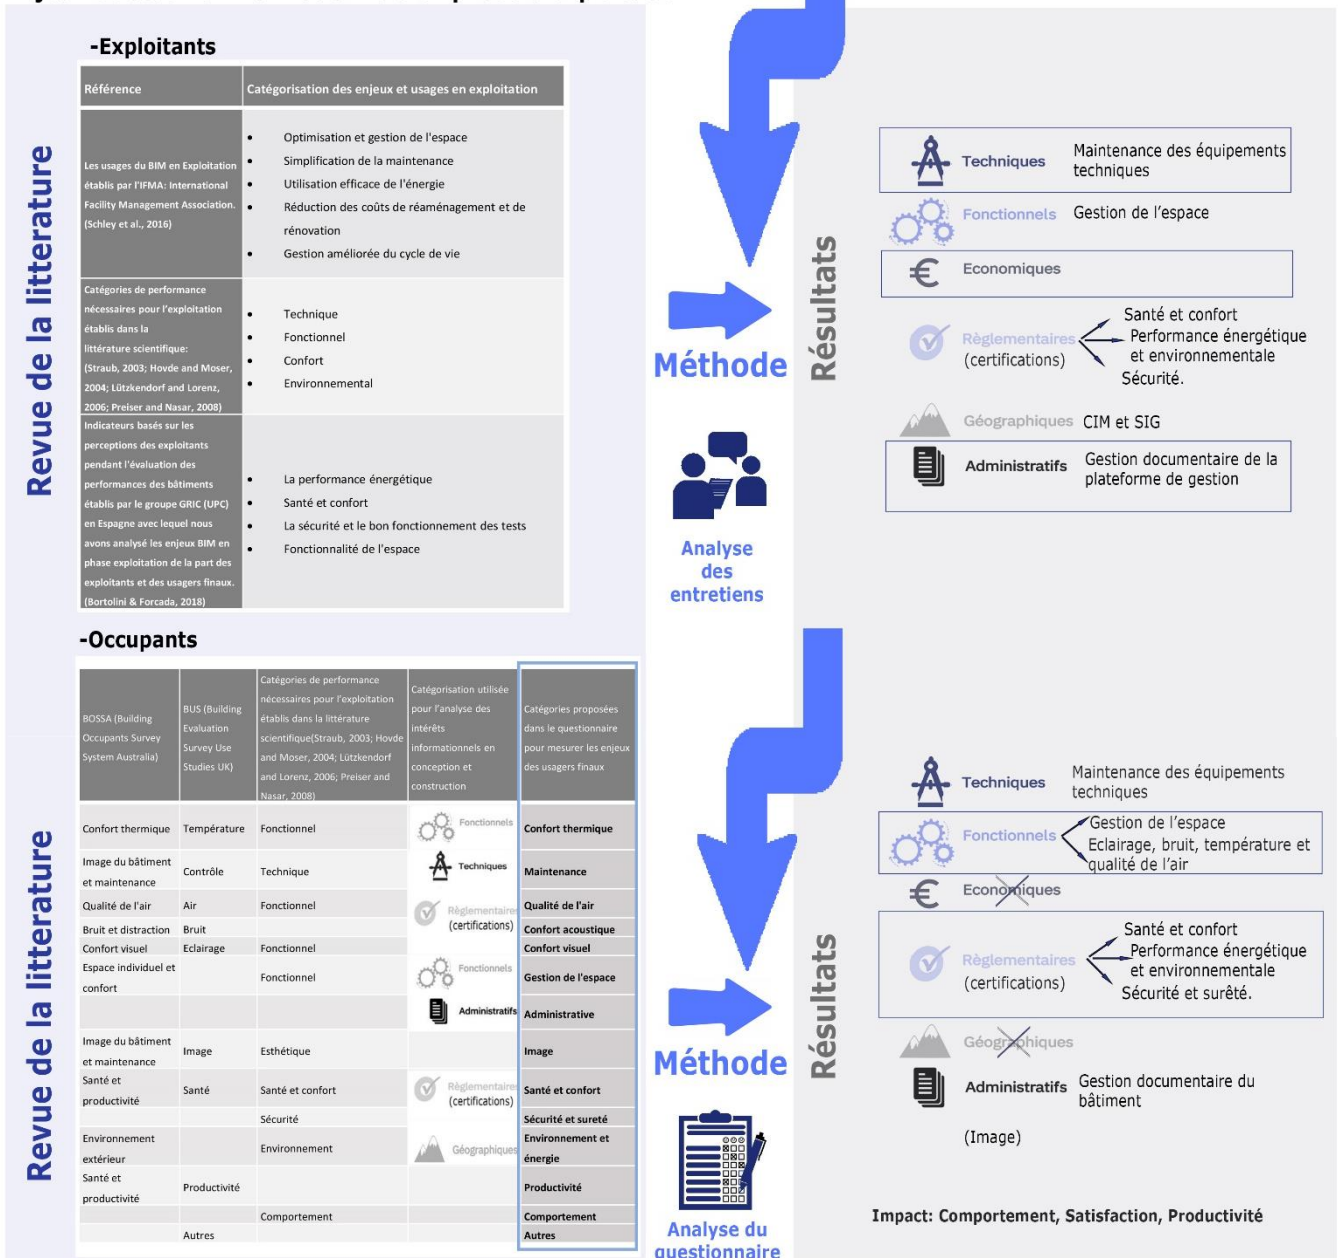 -Exploitants
Revue de la litterature
Référence
Catégorisation des enjeux et usages en exploitation
Les usages du BIM en Exploitation
établis par l'IFMA: International
Facility Management Association.
(Schley et al., 2016)
• Optimisation et gestion de l'espace
• Simplification de la maintenance
• Utilisation efficace de l'énergie
• Réduction des coûts de réaménagement et de
rénovation
• Gestion améliorée du cycle de vie
Catégories de performance
nécessaires pour l'exploitation
établis dans la
littérature scientifique:
(Straub, 2003; Hovde and Moser,
2004; Lützkendorf and Lorenz,
2006; Preiser and Nasar, 2008)
• Technique
• Fonctionnel
• Confort
• Environnemental
Indicateurs basés sur les
perceptions des exploitants
pendant l'évaluation des
performances des bâtiments
établis par le groupe GRIC (UPC)
en Espagne avec lequel nous
avons analysé les enjeux BIM en
phase exploitation de la part des
exploitants et des usagers finaux.
(Bortolini & Forcada, 2018)
• La performance énergétique
• Santé et confort
• La sécurité et le bon fonctionnement des tests
• Fonctionnalité de l'espace
Méthode
Analyse
des
entretiens
Résultats
Techniques
Maintenance des équipements
techniques
Fonctionnels
Gestion de l'espace
€ Economiques
Règlementaires
(certifications)
Santé et confort
Performance énergétique
et environnementale
Sécurité.
Géographiques
CIM et SIG
Administratifs
Gestion documentaire de la
plateforme de gestion
-Occupants
Revue de la litterature
BOSSA (Building
Occupants Survey
System Australia)
BUS (Building
Evaluation
Survey Use
Studies UK)
Catégories de performance
nécessaires pour l'exploitation
établis dans la littérature
scientifique(Straub, 2003; Hovde
and Moser, 2004; Lützkendorf
and Lorenz, 2006; Preiser and
Nasar, 2008)
Catégorisation utilisée
pour l'analyse des
intérêts
informationnels en
conception et
construction
Catégories proposées
dans le questionnaire
pour mesurer les enjeux
des usagers finaux
Confort thermique Température Fonctionnel Fonctionnels Confort thermique
Image du bâtiment
et maintenance
Contrôle Technique Techniques Maintenance
Qualité de l'air Air Fonctionnel Règlementaires Qualité de l'air
(certifications)
Bruit et distraction Bruit Confort acoustique
Confort visuel Eclairage Fonctionnel Confort visuel
Espace individuel et
confort
Fonctionnel Fonctionnels Gestion de l'espace
Administratifs Administrative
Image du bâtiment
et maintenance
Image Esthétique Image
Santé et
productivité
Santé Santé et confort Règlementaires Santé et confort
(certifications)
Sécurité Sécurité et sureté
Environnement
extérieur
Environnement Géographiques Environnement et
énergie
Santé et
productivité
Productivité Productivité
Comportement Comportement
Autres Autres
Méthode
Analyse du
questionnaire
Résultats
Techniques
Maintenance des équipements
techniques
Fonctionnels
Gestion de l'espace
Eclairage, bruit, température et
qualité de l'air
€ Economiques
Règlementaires
(certifications)
Santé et confort
Performance énergétique
et environnementale
Sécurité et surêté.
Géographiques
Administratifs
Gestion documentaire du
bâtiment
(Image)
Impact: Comportement, Satisfaction, Productivité